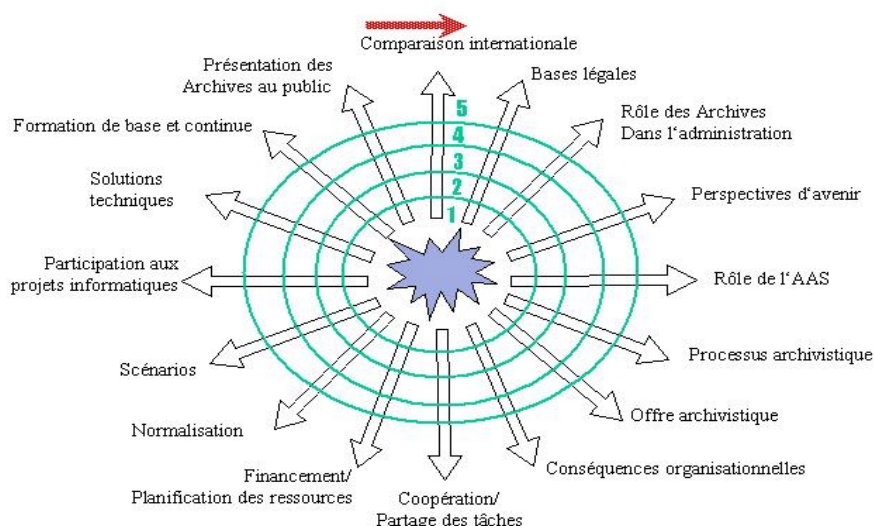 Comparaison internationale
Présentation des
Archives au public
Bases légales
Formation de base et continue
Rôle des Archives
Dans l'administration
Solutions
techniques
Perspectives d'avenir
Participation aux
projets informatiques
Rôle de l'AAS
Scénarios
Processus archivistique
Normalisation
Offre archivistique
Financement/
Planification des ressources
Coopération/
Partage des tâches
Conséquences organisationnelles
5
4
3
2
1